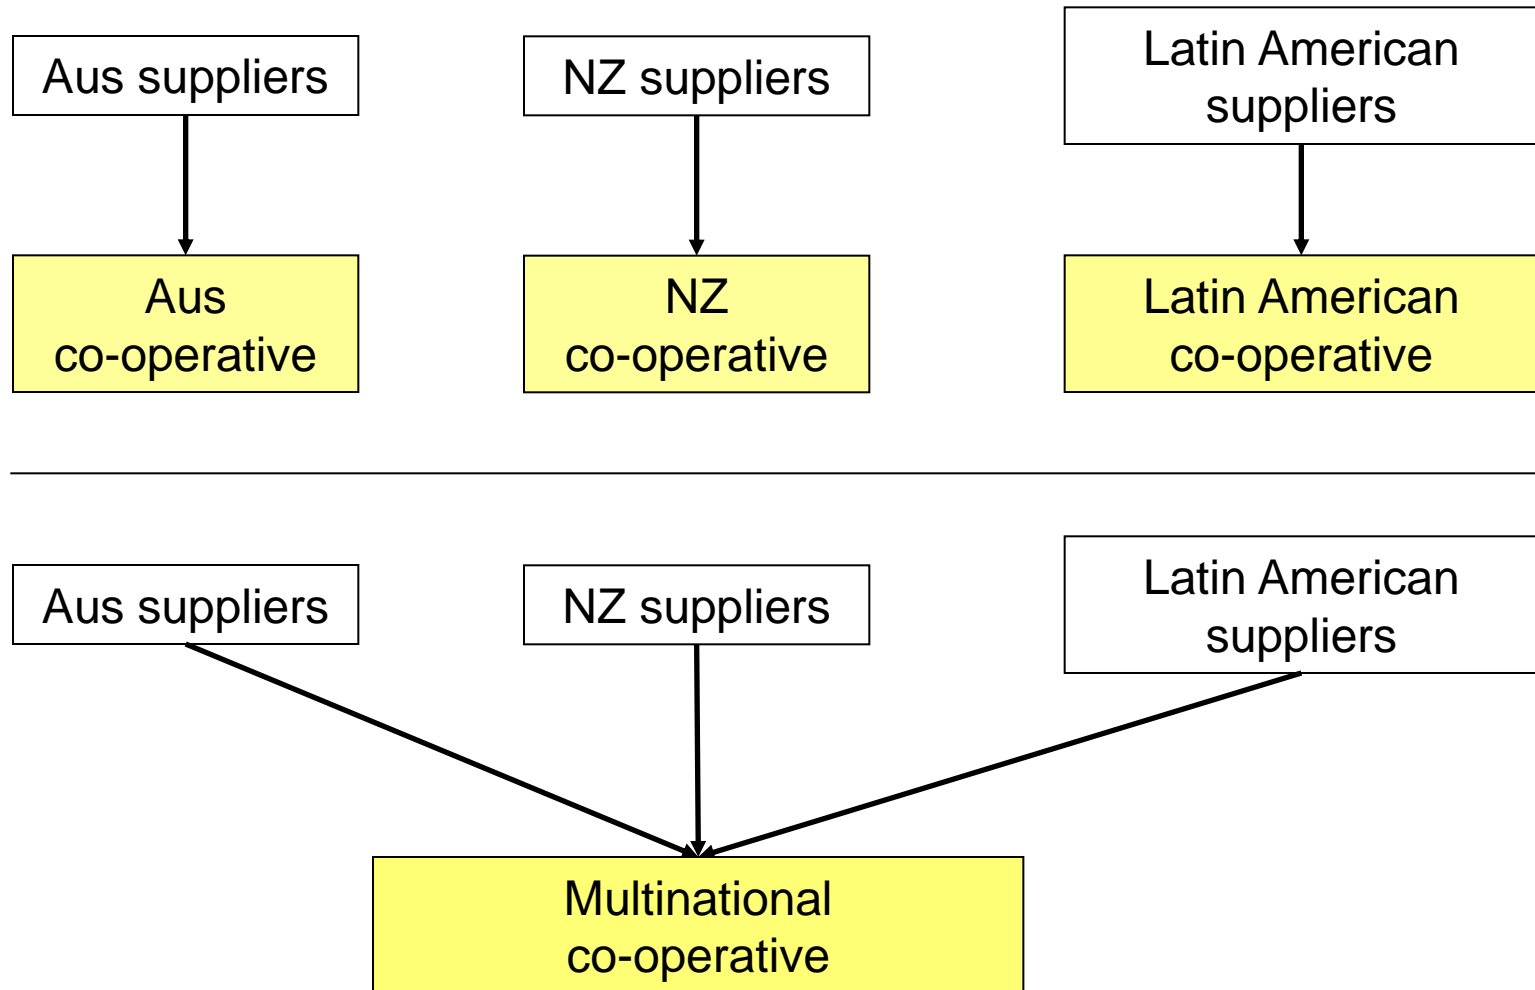 Aus suppliers
NZ suppliers
Latin American
suppliers
Aus
co-operative
NZ
co-operative
Latin American
co-operative
Aus suppliers
NZ suppliers
Latin American
suppliers
Multinational
co-operative